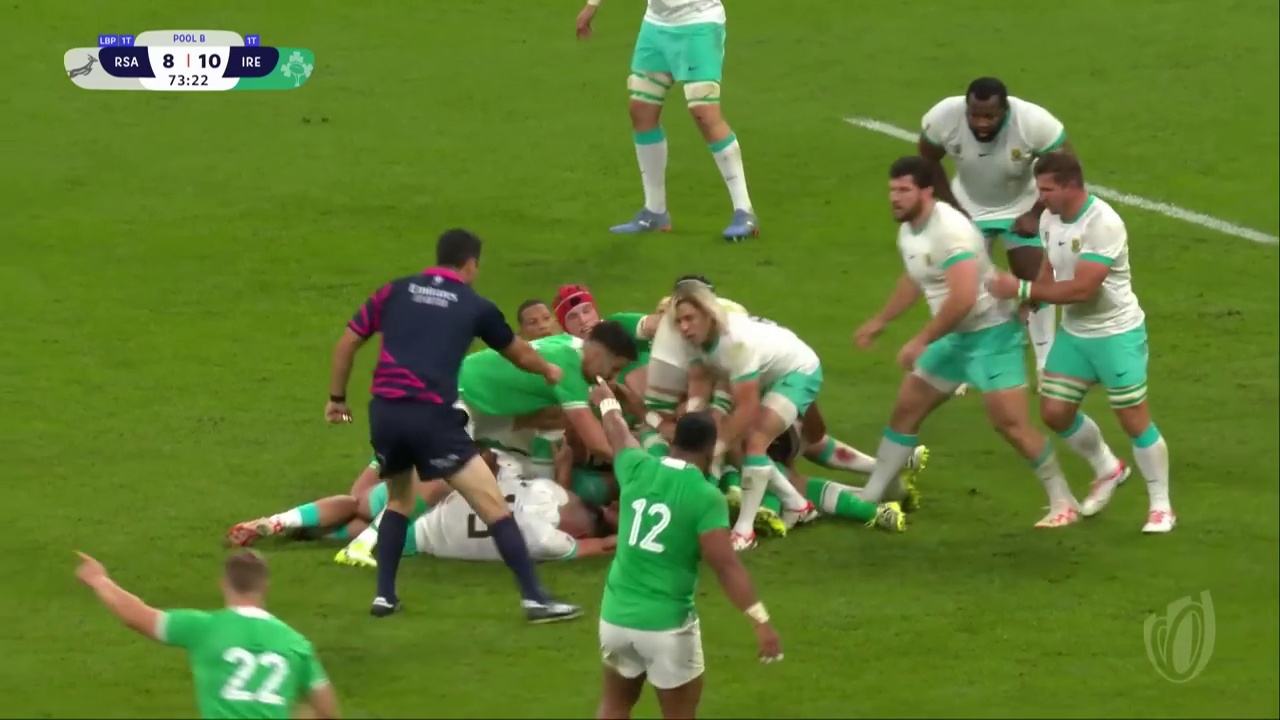 LBP 1T
POOL B
1T
RSA 8 | 10 IRE
73:22
Emirates
12
22